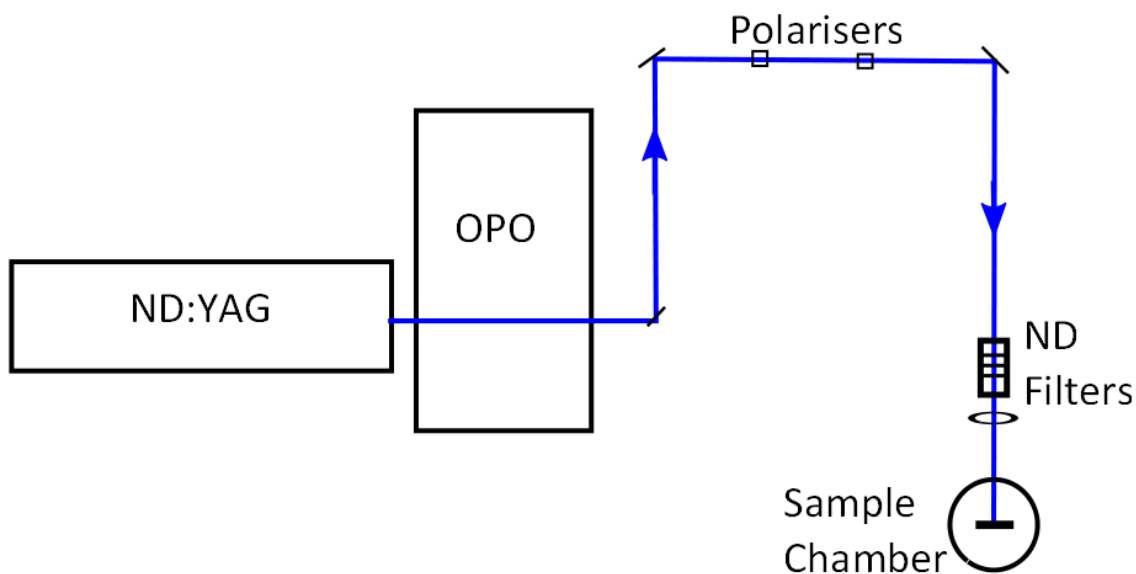 Polarisers
OPO
ND:YAG
ND
Filters
Sample
Chamber